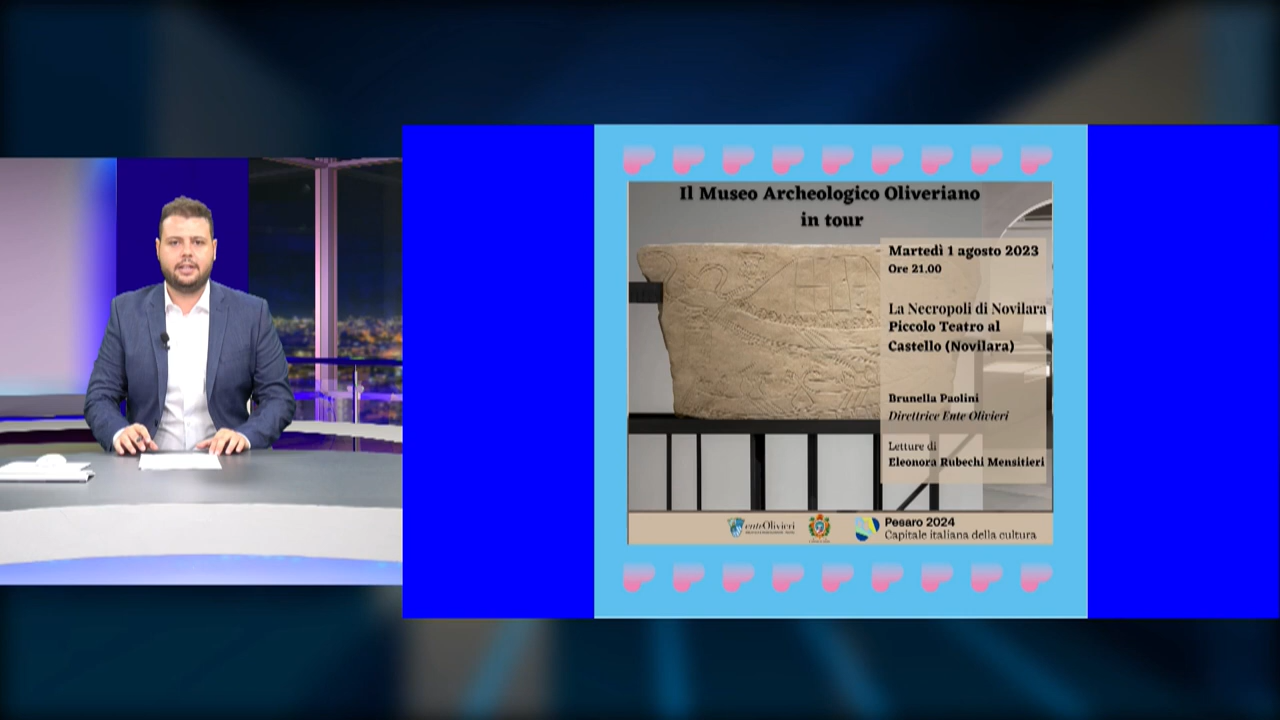 Il Museo Archeologico Oliveriano
in tour
Martedì 1 agosto 2023
Ore 21.00
La Necropoli di Novilara
Piccolo Teatro al
Castello (Novilara)
Brunella Paolini
Direttrice Ente Olivieri
Letture di
Eleonora Rubechi Mensitieri
enteOlivieri
Pesaro 2024
Capitale italiana della cultura